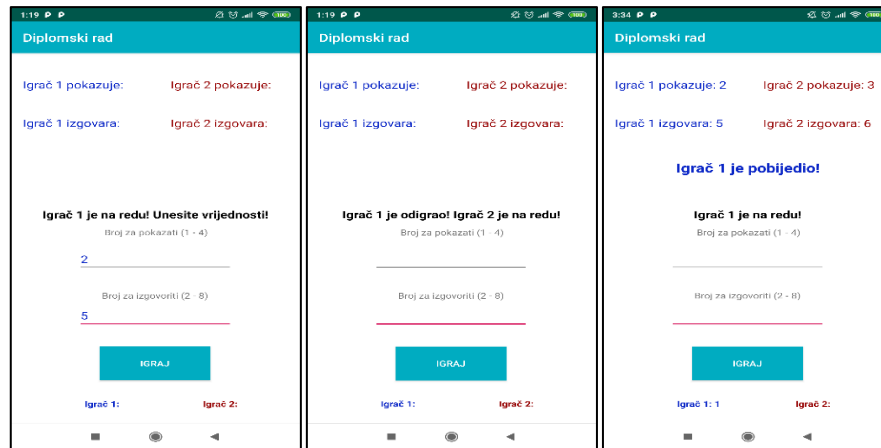 1:19
Diplomski rad
Igrač 1 pokazuje: Igrač 2 pokazuje:
Igrač 1 izgovara: Igrač 2 izgovara:
Igrač 1 je na redu! Unesite vrijednosti!
Broj za pokazati (1 - 4)
2
Broj za izgovoriti (2 - 8)
5
IGRAJ
Igrač 1: Igrač 2:
1:19
Diplomski rad
Igrač 1 pokazuje: Igrač 2 pokazuje:
Igrač 1 izgovara: Igrač 2 izgovara:
Igrač 1 je odigrao! Igrač 2 je na redu!
Broj za pokazati (1 - 4)
Broj za izgovoriti (2 - 8)
IGRAJ
Igrač 1: Igrač 2:
3:34
Diplomski rad
Igrač 1 pokazuje: 2 Igrač 2 pokazuje: 3
Igrač 1 izgovara: 5 Igrač 2 izgovara: 6
Igrač 1 je pobijedio!
Igrač 1 je na redu!
Broj za pokazati (1 - 4)
Broj za izgovoriti (2 - 8)
IGRAJ
Igrač 1: 1 Igrač 2: